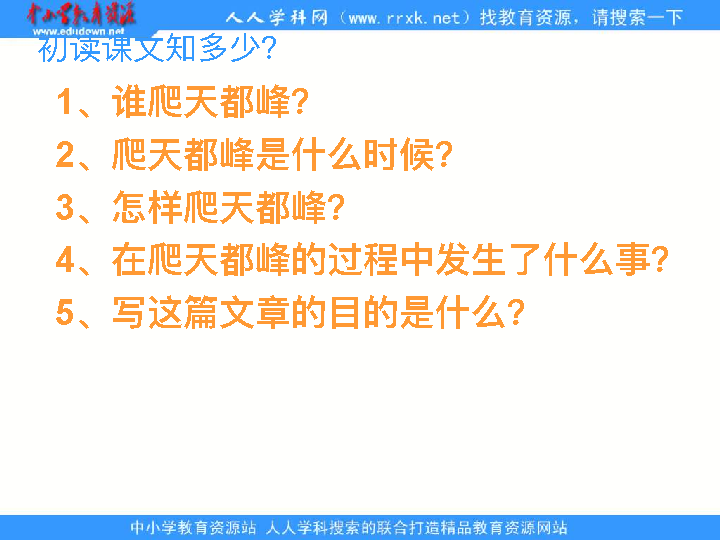 中小学教育资源
www.edudown.net
人人学科网（www.rrxk.net）找教育资源，请搜索一下
初读课文知多少?
1、谁爬天都峰?
2、爬天都峰是什么时候?
3、怎样爬天都峰?
4、在爬天都峰的过程中发生了什么事?
5、写这篇文章的目的是什么?
中小学教育资源站 人人学科搜索的联合打造精品教育资源网站